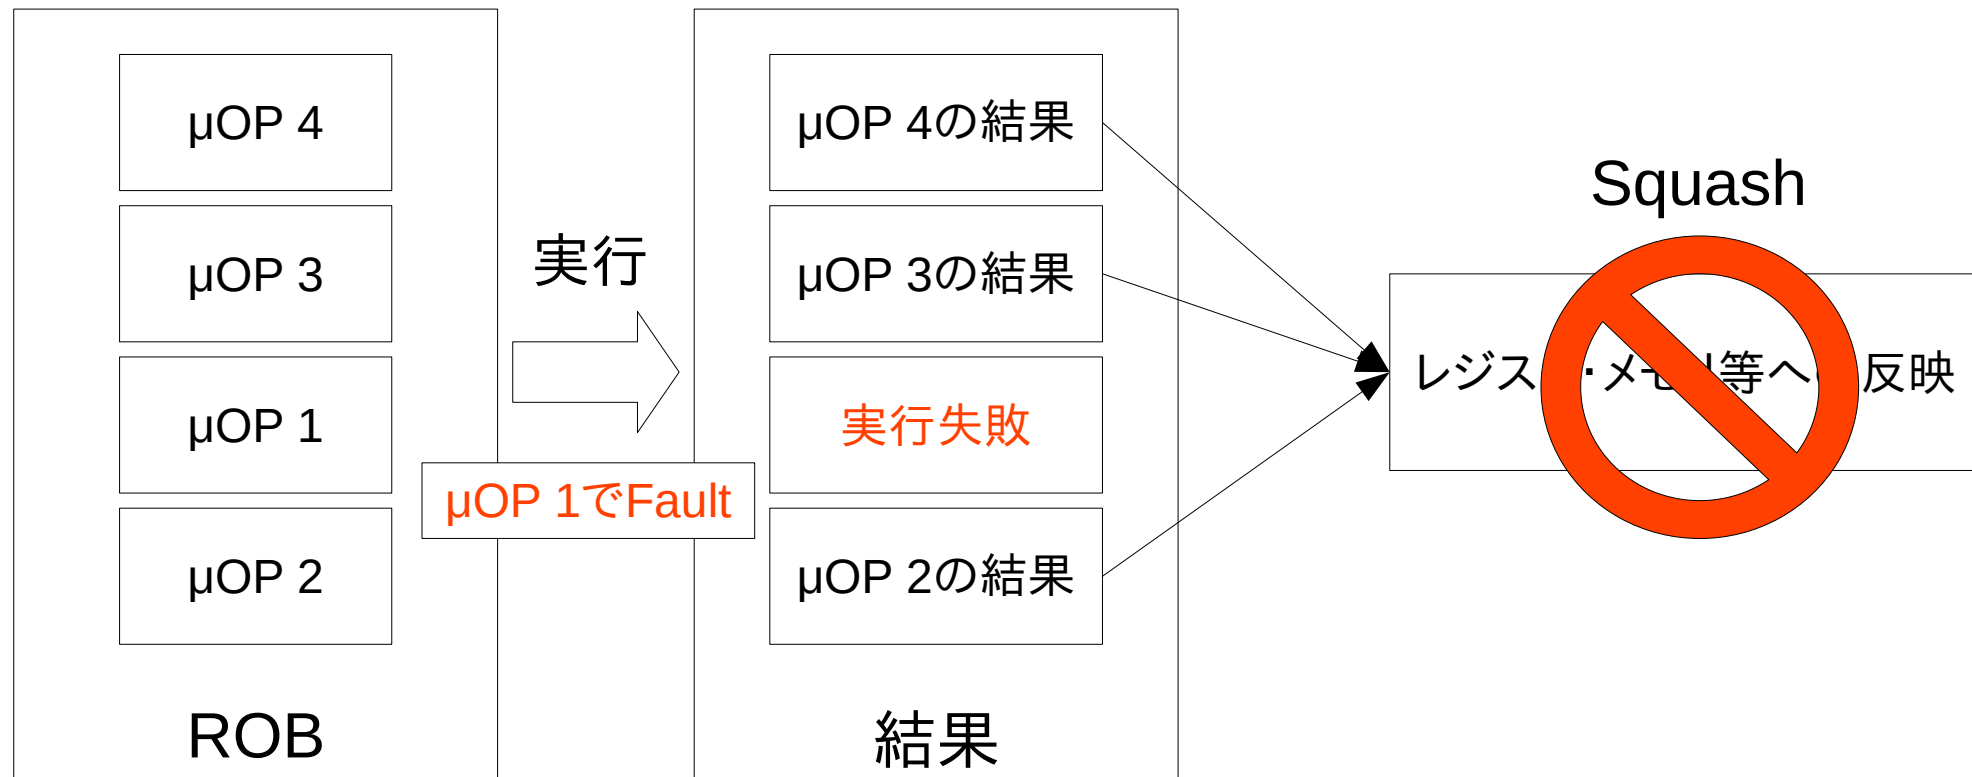 μOP 4
μOP 3
μOP 1
μOP 2
ROB
実行
μOP 1でFault
μOP 4の結果
μOP 3の結果
実行失敗
μOP 2の結果
結果
Squash
レジス・メモリ等へ 反映